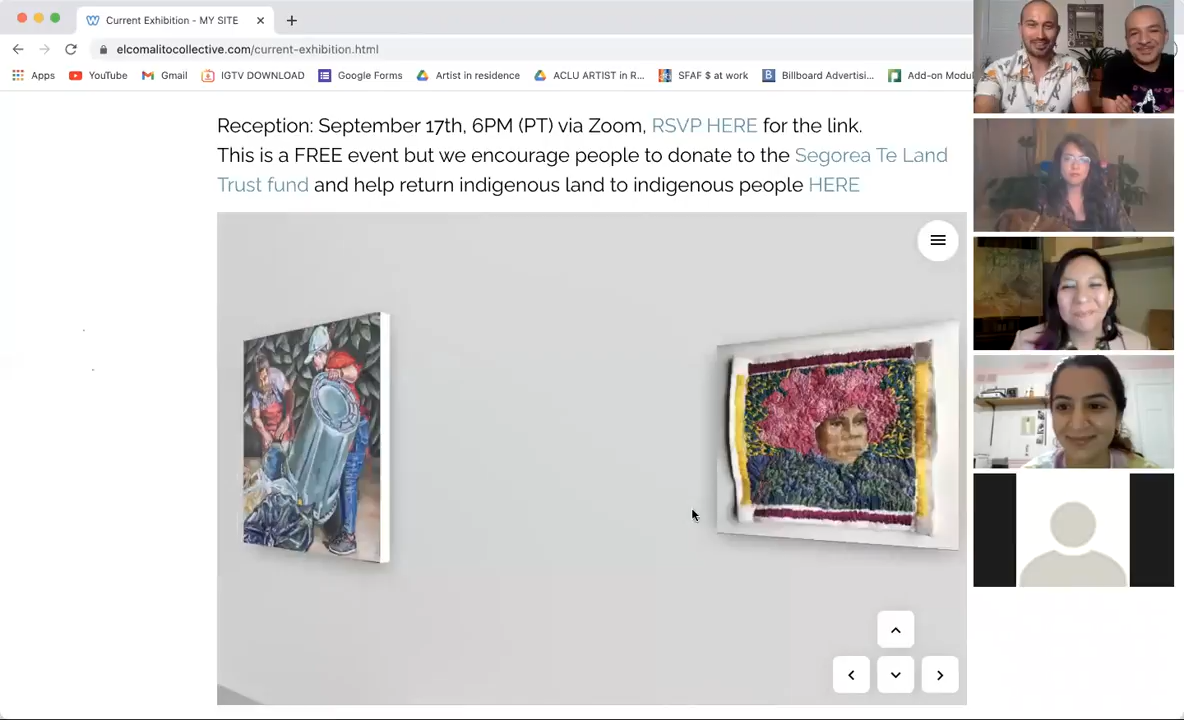 Current Exhibition - MY SITE
elcomalitocollective.com/current-exhibition.html
Apps YouTube Gmail IGTV DOWNLOAD Google Forms Artist in residence ACLU ARTIST in R... SFAF $ at work Billboard Advertisi... Add-on Modul
Reception: September 17th, 6PM (PT) via Zoom, RSVP HERE for the link.
This is a FREE event but we encourage people to donate to the Segorea Te Land
Trust fund and help return indigenous land to indigenous people HERE